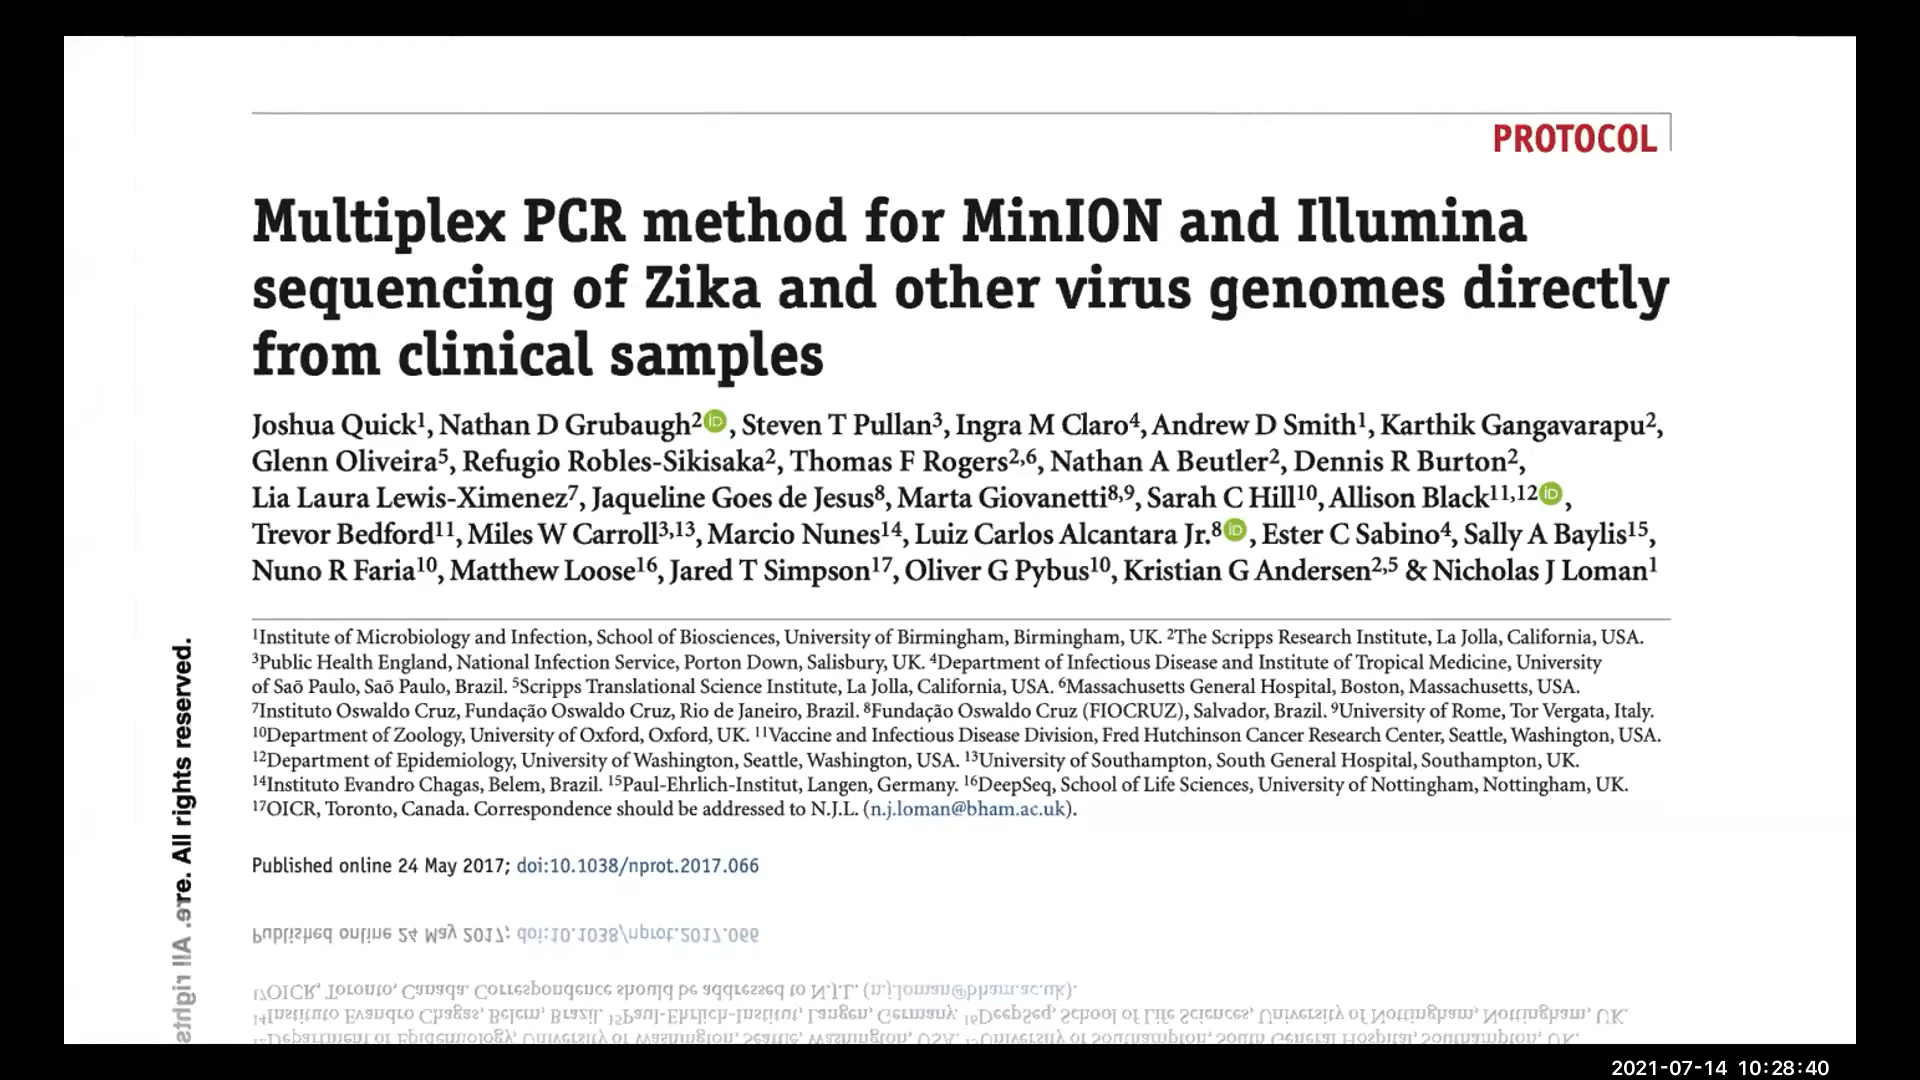 PROTOCOL
Multiplex PCR method for MinION and Illumina
sequencing of Zika and other virus genomes directly
from clinical samples
Joshua Quick¹, Nathan D Grubaugh² iD, Steven T Pullan³, Ingra M Claro⁴, Andrew D Smith¹, Karthik Gangavarapu²,
Glenn Oliveira⁵, Refugio Robles-Sikisaka², Thomas F Rogers²,⁶, Nathan A Beutler², Dennis R Burton²,
Lia Laura Lewis-Ximenez⁷, Jaqueline Goes de Jesus⁸, Marta Giovanetti⁸,⁹, Sarah C Hill¹⁰, Allison Black¹¹,¹² iD,
Trevor Bedford¹¹, Miles W Carroll³,¹³, Marcio Nunes¹⁴, Luiz Carlos Alcantara Jr.⁸ iD, Ester C Sabino⁴, Sally A Baylis¹⁵,
Nuno R Faria¹⁰, Matthew Loose¹⁶, Jared T Simpson¹⁷, Oliver G Pybus¹⁰, Kristian G Andersen²,⁵ & Nicholas J Loman¹
¹Institute of Microbiology and Infection, School of Biosciences, University of Birmingham, Birmingham, UK. ²The Scripps Research Institute, La Jolla, California, USA.
³Public Health England, National Infection Service, Porton Down, Salisbury, UK. ⁴Department of Infectious Disease and Institute of Tropical Medicine, University
of Saõ Paulo, Saõ Paulo, Brazil. ⁵Scripps Translational Science Institute, La Jolla, California, USA. ⁶Massachusetts General Hospital, Boston, Massachusetts, USA.
⁷Instituto Oswaldo Cruz, Fundação Oswaldo Cruz, Rio de Janeiro, Brazil. ⁸Fundação Oswaldo Cruz (FIOCRUZ), Salvador, Brazil. ⁹University of Rome, Tor Vergata, Italy.
¹⁰Department of Zoology, University of Oxford, Oxford, UK. ¹¹Vaccine and Infectious Disease Division, Fred Hutchinson Cancer Research Center, Seattle, Washington, USA.
¹²Department of Epidemiology, University of Washington, Seattle, Washington, USA. ¹³University of Southampton, South General Hospital, Southampton, UK.
¹⁴Instituto Evandro Chagas, Belem, Brazil. ¹⁵Paul-Ehrlich-Institut, Langen, Germany. ¹⁶DeepSeq, School of Life Sciences, University of Nottingham, Nottingham, UK.
¹⁷OICR, Toronto, Canada. Correspondence should be addressed to N.J.L. (n.j.loman@bham.ac.uk).
Published online 24 May 2017; doi:10.1038/nprot.2017.066
re. All rights reserved.
2021-07-14 10:28:40